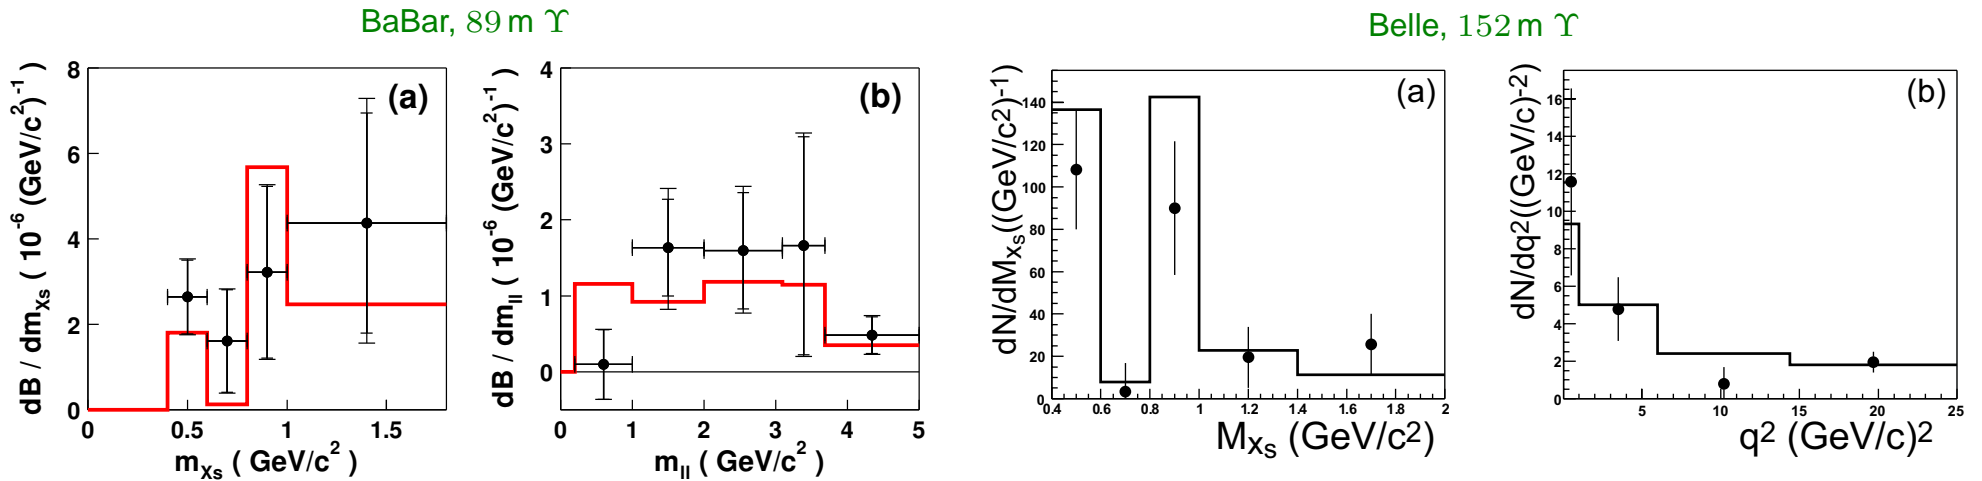 BaBar, 89 m ϒ
Belle, 152 m ϒ
dB / dm_Xs ( 10^-6 (GeV/c^2)^-1
8
6
4
2
0
(a)
0 0.5 1 1.5
m_Xs ( GeV/c^2 )
dB / dm_ll ( 10^-6 (GeV/c^2)^-1
4
3
2
1
0
(b)
0 1 2 3 4 5
m_ll ( GeV/c^2 )
dN/dM_Xs((GeV/c2)-1)
140
120
100
80
60
40
20
0
(a)
0.4 0.6 0.8 1 1.2 1.4 1.6 1.8 2
M_Xs (GeV/c2)
dN/dq2((GeV/c)-2)
16
14
12
10
8
6
4
2
0
(b)
5 10 15 20 25
q2 (GeV/c)2